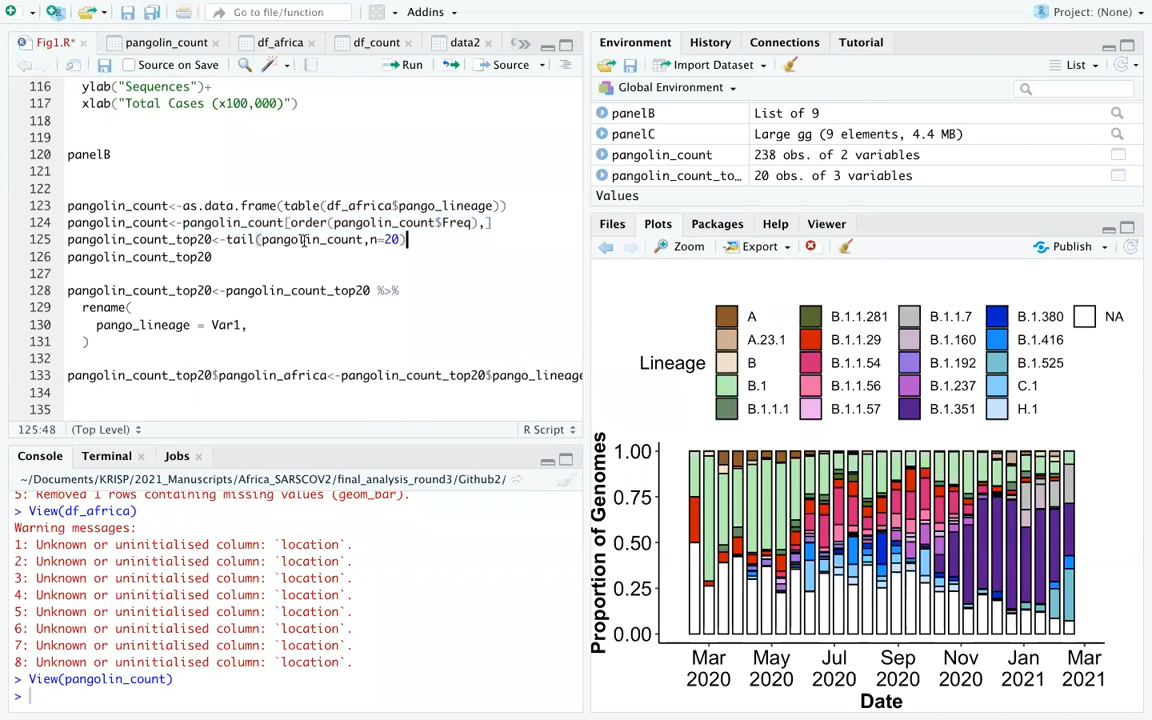 Go to file/function
Addins
Project: (None)
Fig1.R*
pangolin_count
df_africa
df_count
data2
Source on Save
Run
Source
116 ylab("Sequences")+
117 xlab("Total Cases (x100,000)")
118
119
120 panelB
121
122
123 pangolin_count<-as.data.frame(table(df_africa$pango_lineage))
124 pangolin_count<-pangolin_count[order(pangolin_count$Freq),]
125 pangolin_count_top20<-tail(pangolin_count,n=20)
126 pangolin_count_top20
127
128 pangolin_count_top20<-pangolin_count_top20 %>%
129 rename(
130 pango_lineage = Var1,
131 )
132
133 pangolin_count_top20$pangolin_africa<-pangolin_count_top20$pango_lineage
134
135
125:48 (Top Level) R Script
Console Terminal Jobs
~/Documents/KRISP/2021_Manuscripts/Africa_SARSCOV2/final_analysis_round3/Github2/
5: Removed 1 rows containing missing values (geom_bar).
> View(df_africa)
Warning messages:
1: Unknown or uninitialised column: `location`.
2: Unknown or uninitialised column: `location`.
3: Unknown or uninitialised column: `location`.
4: Unknown or uninitialised column: `location`.
5: Unknown or uninitialised column: `location`.
6: Unknown or uninitialised column: `location`.
7: Unknown or uninitialised column: `location`.
8: Unknown or uninitialised column: `location`.
> View(pangolin_count)
>
Environment History Connections Tutorial
Import Dataset List
Global Environment
panelB List of 9
panelC Large gg (9 elements, 4.4 MB)
pangolin_count 238 obs. of 2 variables
pangolin_count_to… 20 obs. of 3 variables
Values
Files Plots Packages Help Viewer
Zoom Export Publish
Lineage
A B.1.1.281 B.1.1.7 B.1.380 NA
A.23.1 B.1.1.29 B.1.160 B.1.416
B B.1.1.54 B.1.192 B.1.525
B.1 B.1.1.56 B.1.237 C.1
B.1.1.1 B.1.1.57 B.1.351 H.1
Proportion of Genomes
1.00
0.75
0.50
0.25
0.00
Mar 2020
May 2020
Jul 2020
Sep 2020
Nov 2020
Jan 2021
Mar 2021
Date